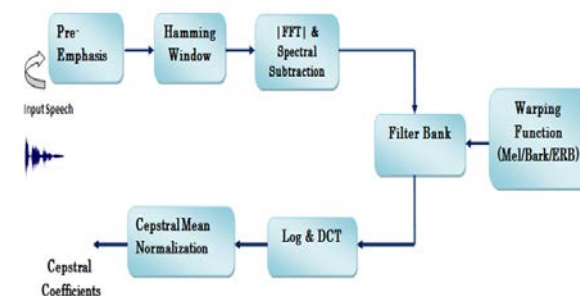 Pre-
Emphasis
Hamming
Window
|FFT| &
Spectral
Subtraction
Input Speech
Filter Bank
Warping
Function
(Mel/Bark/ERB)
Log & DCT
Cepstral Mean
Normalization
Cepstral
Coefficients